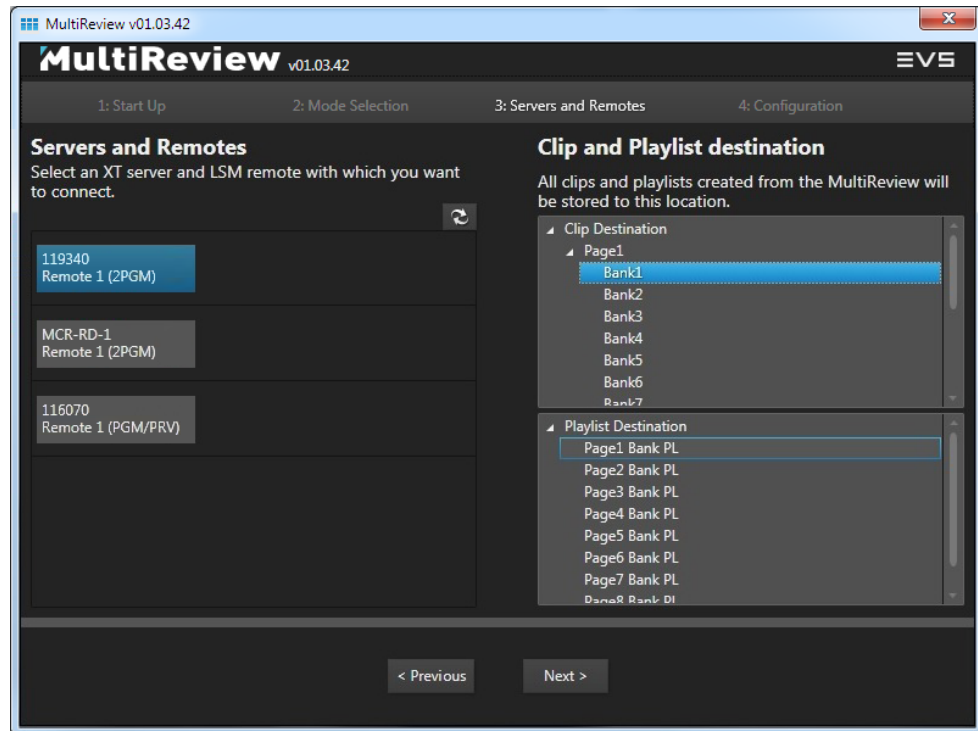 MultiReview v01.03.42
MultiReview v01.03.42
EVS
1: Start Up
2: Mode Selection
3: Servers and Remotes
4: Configuration
Servers and Remotes
Select an XT server and LSM remote with which you want
to connect.
119340
Remote 1 (2PGM)
MCR-RD-1
Remote 1 (2PGM)
116070
Remote 1 (PGM/PRV)
Clip and Playlist destination
All clips and playlists created from the MultiReview will
be stored to this location.
Clip Destination
Page1
Bank1
Bank2
Bank3
Bank4
Bank5
Bank6
Bank7
Playlist Destination
Page1 Bank PL
Page2 Bank PL
Page3 Bank PL
Page4 Bank PL
Page5 Bank PL
Page6 Bank PL
Page7 Bank PL
Page8 Bank PL
< Previous
Next >